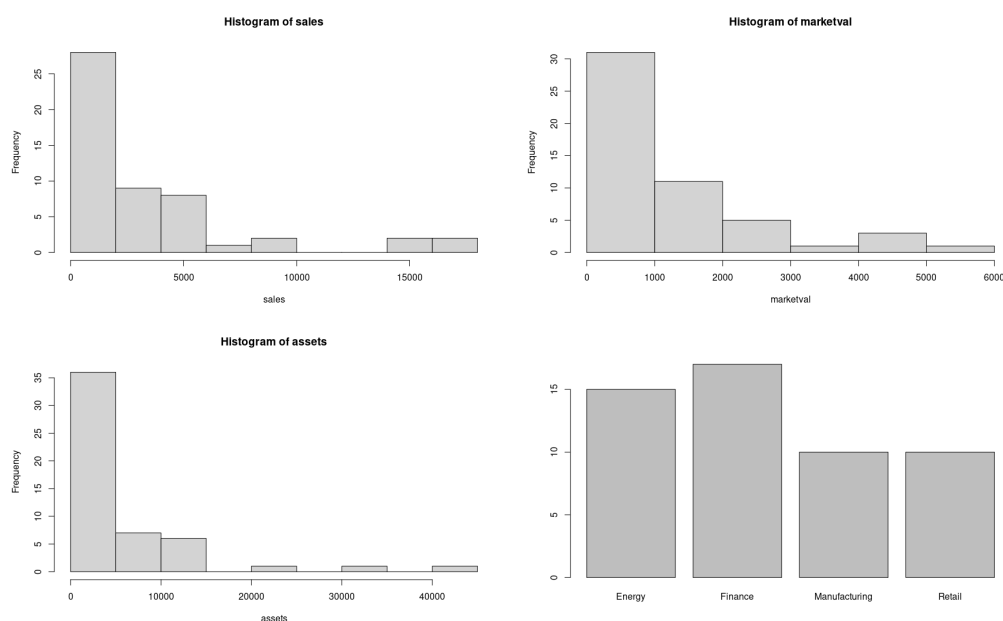 Histogram of sales
Frequency
0 5 10 15 20 25
0 5000 10000 15000
sales
Histogram of marketval
Frequency
0 5 10 15 20 25 30
0 1000 2000 3000 4000 5000 6000
marketval
Histogram of assets
Frequency
0 5 10 15 20 25 30 35
0 10000 20000 30000 40000
assets
0 5 10 15
Energy Finance Manufacturing Retail